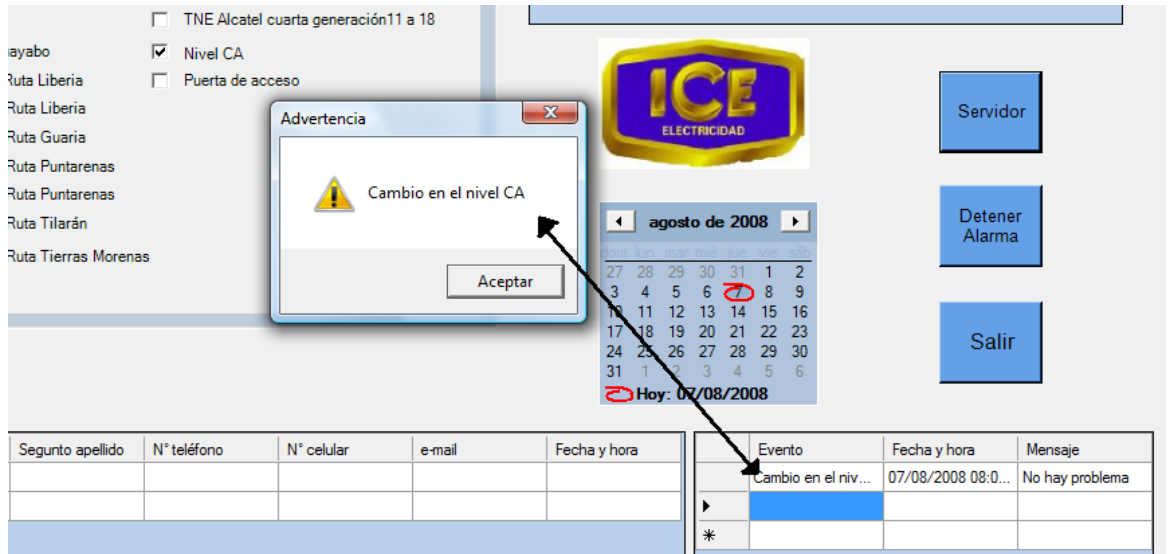 TNE Alcatel cuarta generación11 a 18
ayabo
Nivel CA
Ruta Liberia
Puerta de acceso
Ruta Liberia
Ruta Guaria
Ruta Puntarenas
Ruta Puntarenas
Ruta Tilarán
Ruta Tierras Morenas
Advertencia
Cambio en el nivel CA
Aceptar
ICE
ELECTRICIDAD
agosto de 2008
dom lun mar mié jue vie sáb
27 28 29 30 31 1 2
3 4 5 6 7 8 9
10 11 12 13 14 15 16
17 18 19 20 21 22 23
24 25 26 27 28 29 30
31 1 2 3 4 5 6
Hoy: 07/08/2008
Servidor
Detener
Alarma
Salir
Segunto apellido N° teléfono N° celular e-mail Fecha y hora
Evento Fecha y hora Mensaje
Cambio en el niv... 07/08/2008 08:0... No hay problema